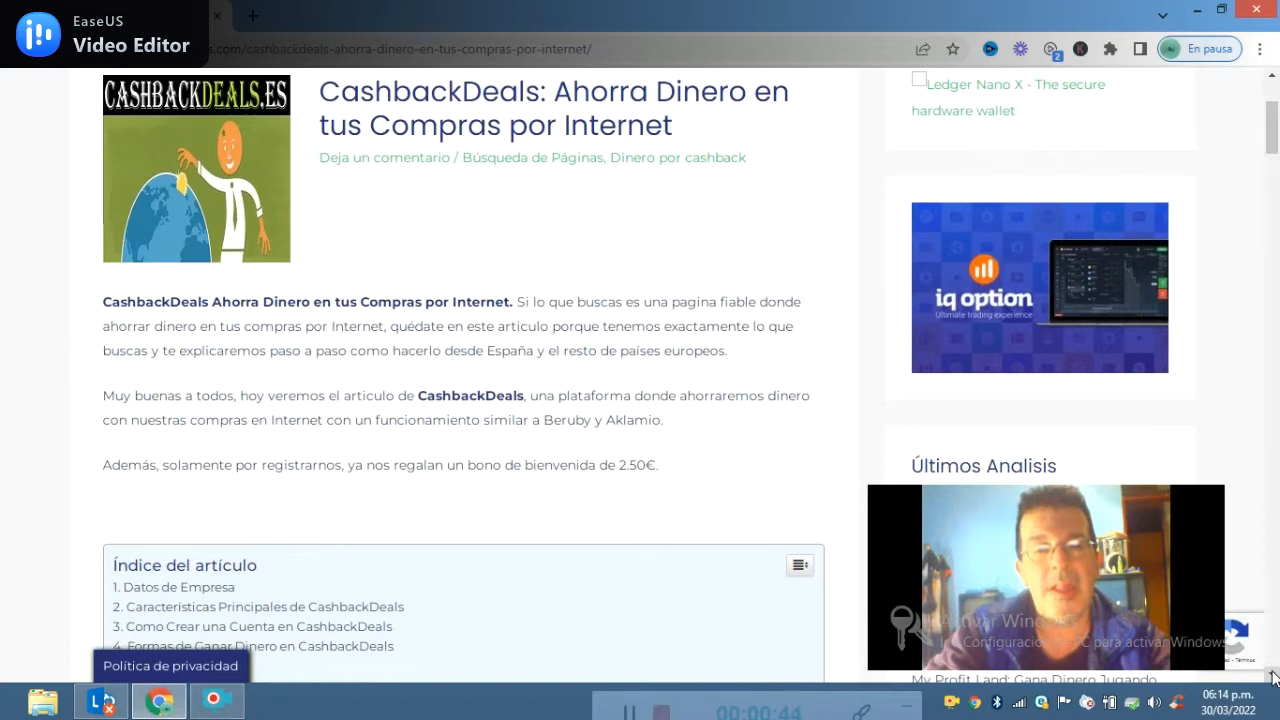 EaseUS
Video Editor
s.com/cashbackdeals-ahorra-dinero-en-tus-compras-por-internet/
2
K
En pausa
CASHBACKDEALS.ES
CashbackDeals: Ahorra Dinero en
tus Compras por Internet
Deja un comentario / Búsqueda de Páginas, Dinero por cashback
CashbackDeals Ahorra Dinero en tus Compras por Internet. Si lo que buscas es una pagina fiable donde
ahorrar dinero en tus compras por Internet, quédate en este articulo porque tenemos exactamente lo que
buscas y te explicaremos paso a paso como hacerlo desde España y el resto de países europeos.
Muy buenas a todos, hoy veremos el articulo de CashbackDeals, una plataforma donde ahorraremos dinero
con nuestras compras en Internet con un funcionamiento similar a Beruby y Aklamio.
Además, solamente por registrarnos, ya nos regalan un bono de bienvenida de 2.50€.
Índice del artículo
1. Datos de Empresa
2. Características Principales de CashbackDeals
3. Como Crear una Cuenta en CashbackDeals
4. Formas de Ganar Dinero en CashbackDeals
Política de privacidad
Ledger Nano X - The secure
hardware wallet
iq option
Ultimate trading experience
Últimos Analisis
Activar Windows
Configuración de PC para activar Windows
Términos
My Profit Land: Gana Dinero Jugando
00:00:44
06:14 p.m.
30/03/2022